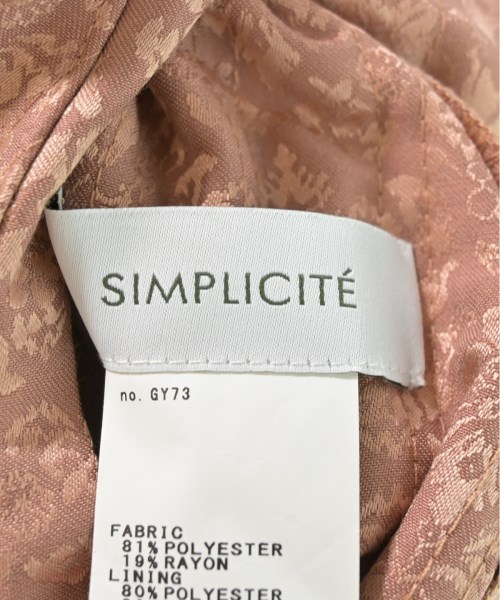 SIMPLICITÉ
no. GY73
FABRIC
81% POLYESTER
19% RAYON
LINING
80% POLYESTER